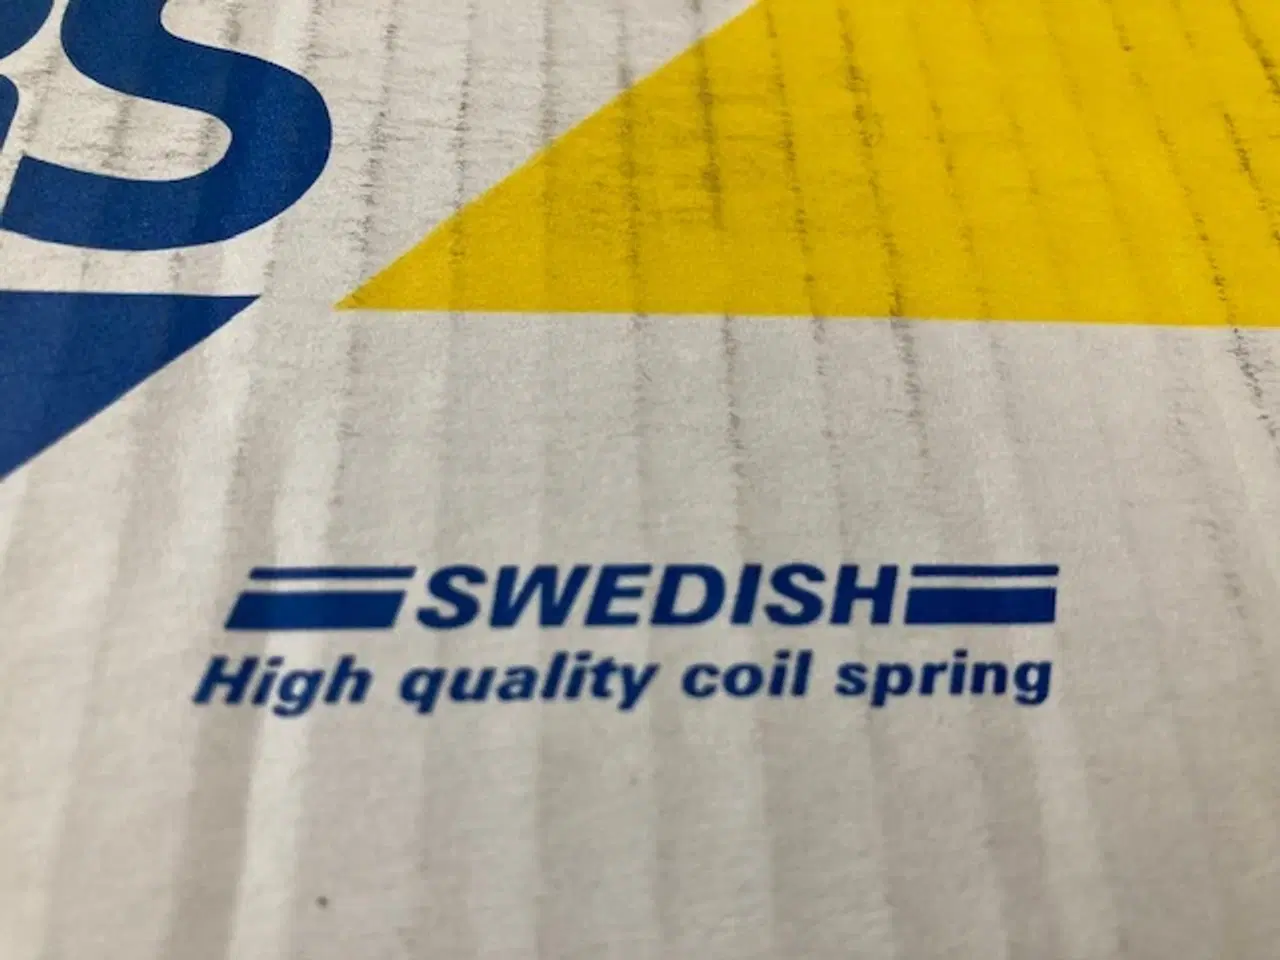 S
SWEDISH
High quality coil spring